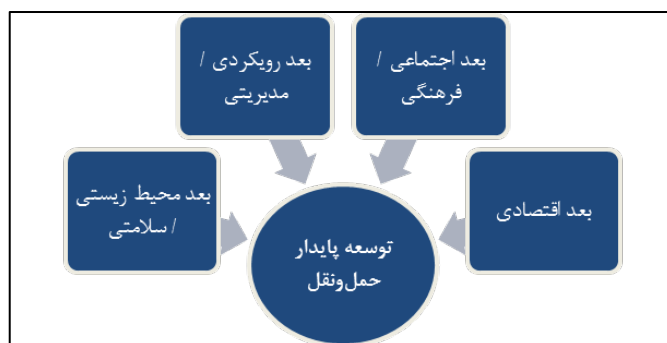 بعد اجتماعی /
فرهنگی
بعد رویکردی /
مدیریتی
بعد اقتصادی
بعد محیط زیستی
/ سلامتی
توسعه پایدار
حمل‌ونقل